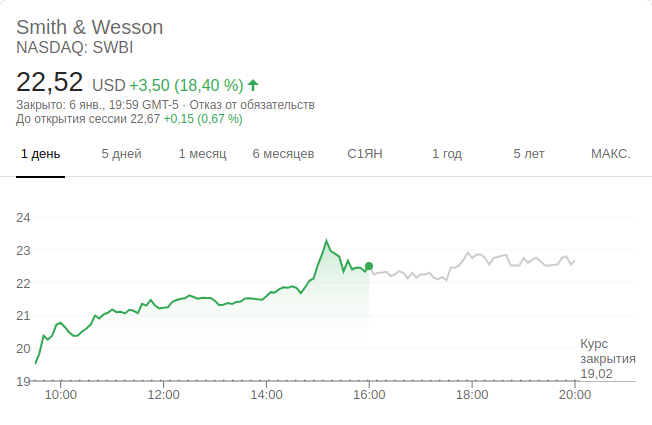 Smith & Wesson
NASDAQ: SWBI
22,52 USD +3,50 (18,40 %)
Закрыто: 6 янв., 19:59 GMT-5 · Отказ от обязательств
До открытия сессии 22,67 +0,15 (0,67 %)
1 день 5 дней 1 месяц 6 месяцев С1ЯН 1 год 5 лет МАКС.
24
23
22
21
20
Курс
закрытия
19,02
19
10:00 12:00 14:00 16:00 18:00 20:00